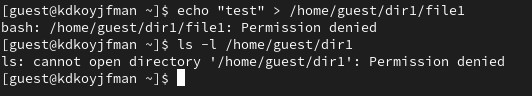 [guest@kdkoyjfman ~]$ echo "test" > /home/guest/dir1/file1
bash: /home/guest/dir1/file1: Permission denied
[guest@kdkoyjfman ~]$ ls -l /home/guest/dir1
ls: cannot open directory '/home/guest/dir1': Permission denied
[guest@kdkoyjfman ~]$